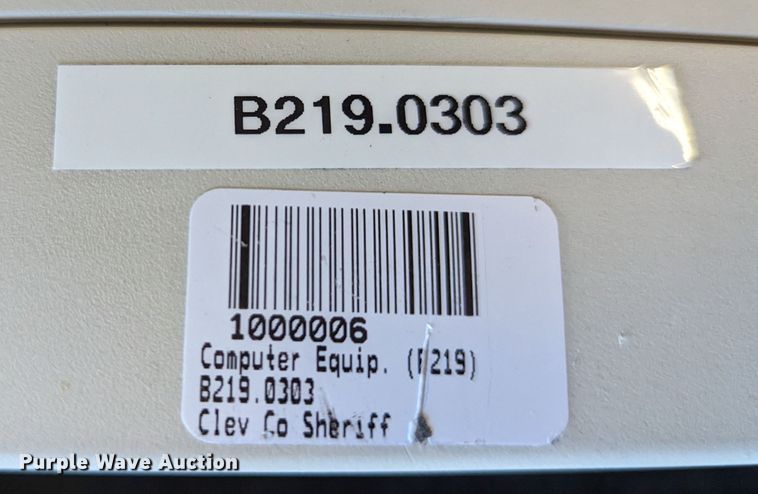 B219.0303
1000006
Computer Equip. (B219)
B219.0303
Clev Co Sheriff
Purple Wave Auction